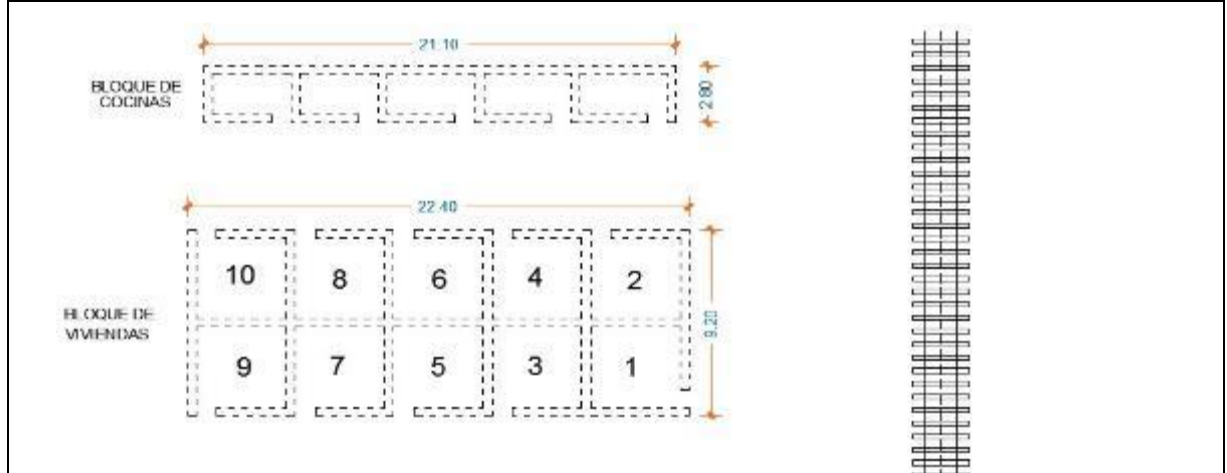 21.10
BLOQUE DE
COCINAS
2.80
22.40
10 8 6 4 2
BLOQUE DE
VIVIENDAS
9.20
9 7 5 3 1